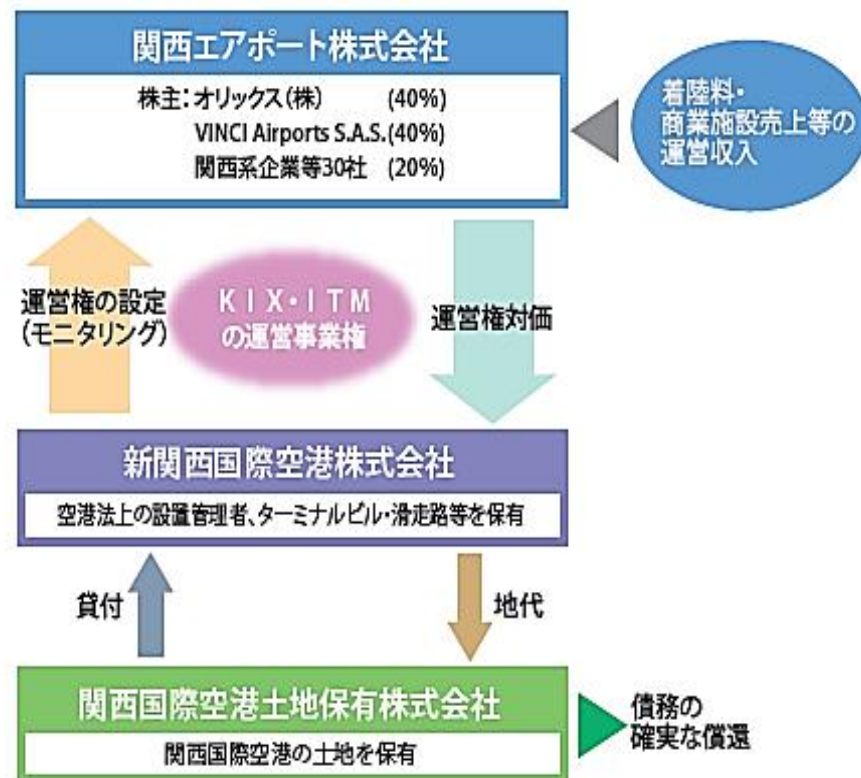 関西エアポート株式会社
株主：オリックス（株） （40%）
VINCI Airports S.A.S.（40%）
関西系企業等30社 （20%）
着陸料・
商業施設売上等の
運営収入
運営権の設定
（モニタリング）
KIX・ITM
の運営事業権
運営権対価
新関西国際空港株式会社
空港法上の設置管理者、ターミナルビル・滑走路等を保有
貸付
地代
関西国際空港土地保有株式会社
関西国際空港の土地を保有
債務の
確実な償還